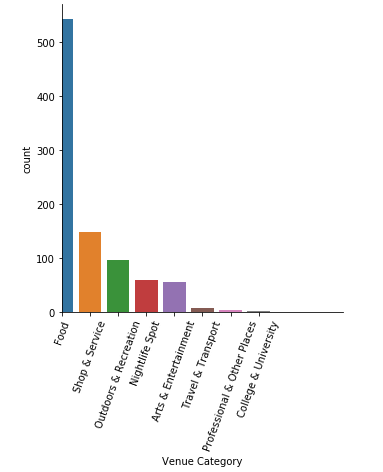 500
400
300
200
100
0
count
Food
Shop & Service
Outdoors & Recreation
Nightlife Spot
Arts & Entertainment
Travel & Transport
Professional & Other Places
College & University
Venue Category